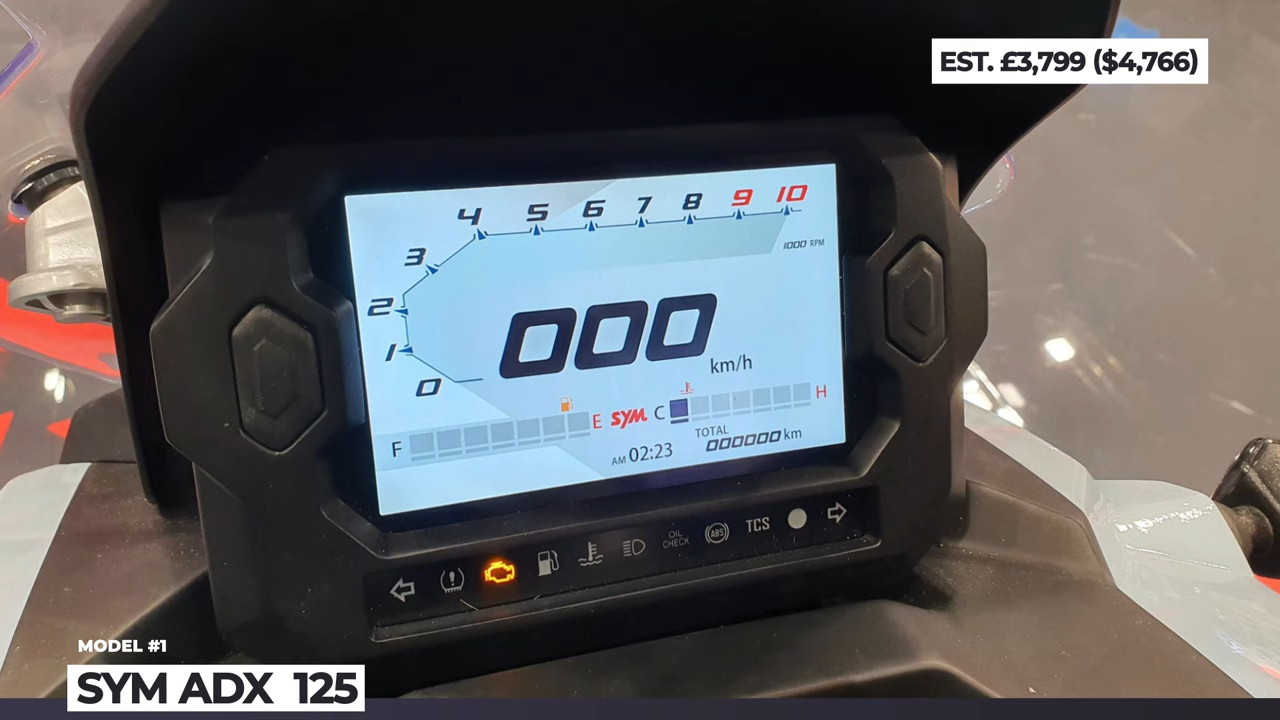 EST. £3,799 ($4,766)
4 5 6 7 8 9 10
3
1000 RPM
2
000 km/h
1
0
F E SYM C H
AM 02:23
TOTAL
000000 km
OIL CHECK
ABS
TCS
MODEL #1
SYM ADX 125